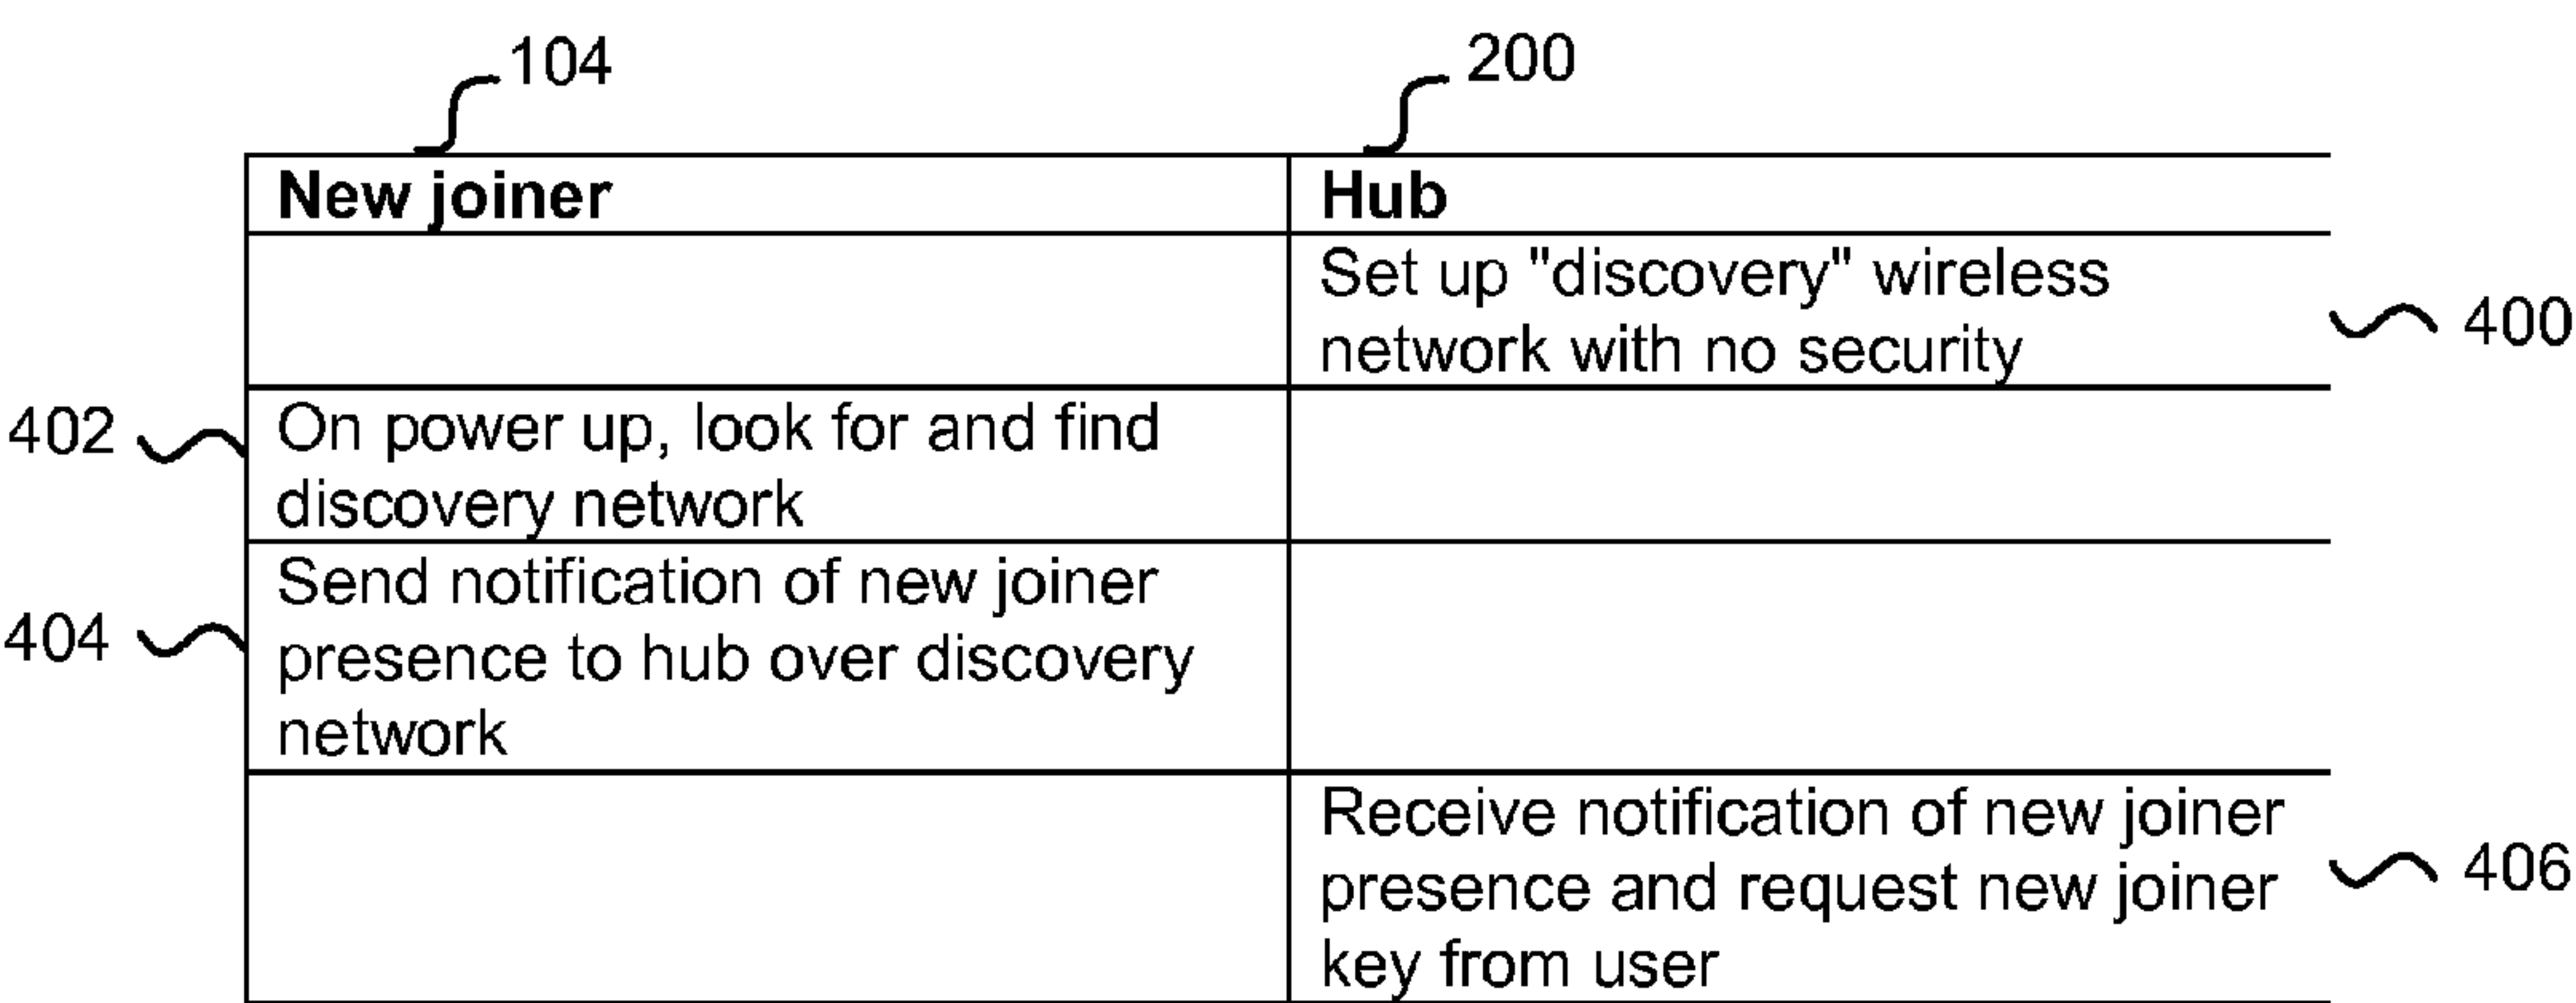 104
200
New joiner
Hub
Set up "discovery" wireless
network with no security
400
402
On power up, look for and find
discovery network
404
Send notification of new joiner
presence to hub over discovery
network
Receive notification of new joiner
presence and request new joiner
key from user
406